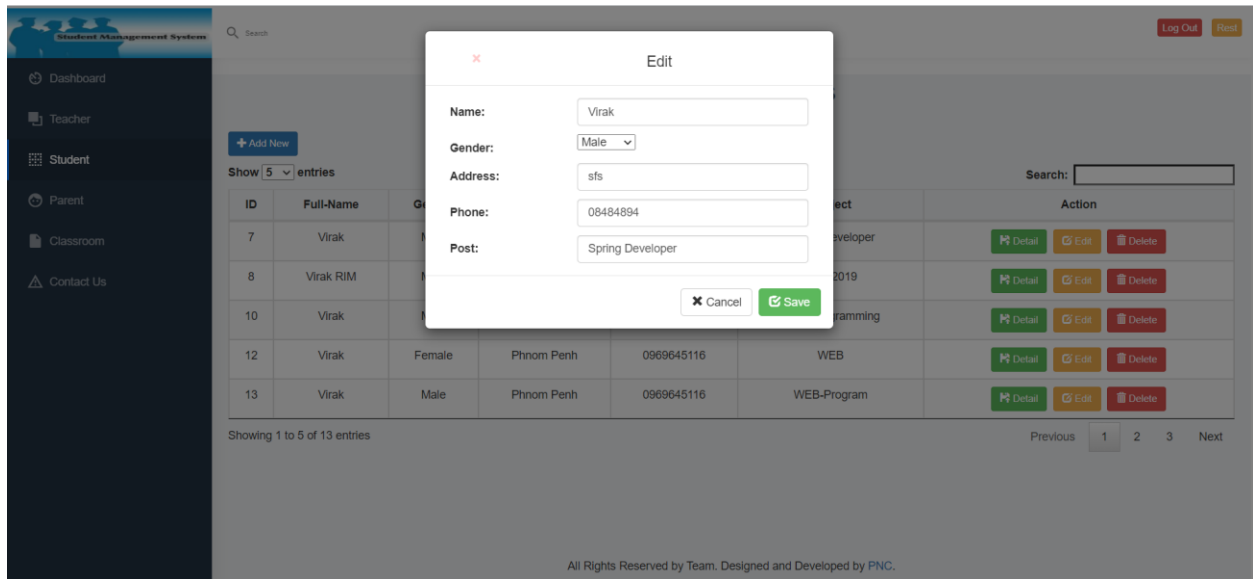 Student Management System
Search
Log Out Rest
Dashboard
Teacher
Student
Parent
Classroom
Contact Us
Edit
Name: Virak
Gender: Male
Address: sfs
Phone: 08484894
Post: Spring Developer
Cancel Save
Add New
Show 5 entries Search:
ID Full-Name Ge ect Action
7 Virak eveloper Detail Edit Delete
8 Virak RIM 2019 Detail Edit Delete
10 Virak ramming Detail Edit Delete
12 Virak Female Phnom Penh 0969645116 WEB Detail Edit Delete
13 Virak Male Phnom Penh 0969645116 WEB-Program Detail Edit Delete
Showing 1 to 5 of 13 entries Previous 1 2 3 Next
All Rights Reserved by Team. Designed and Developed by PNC.